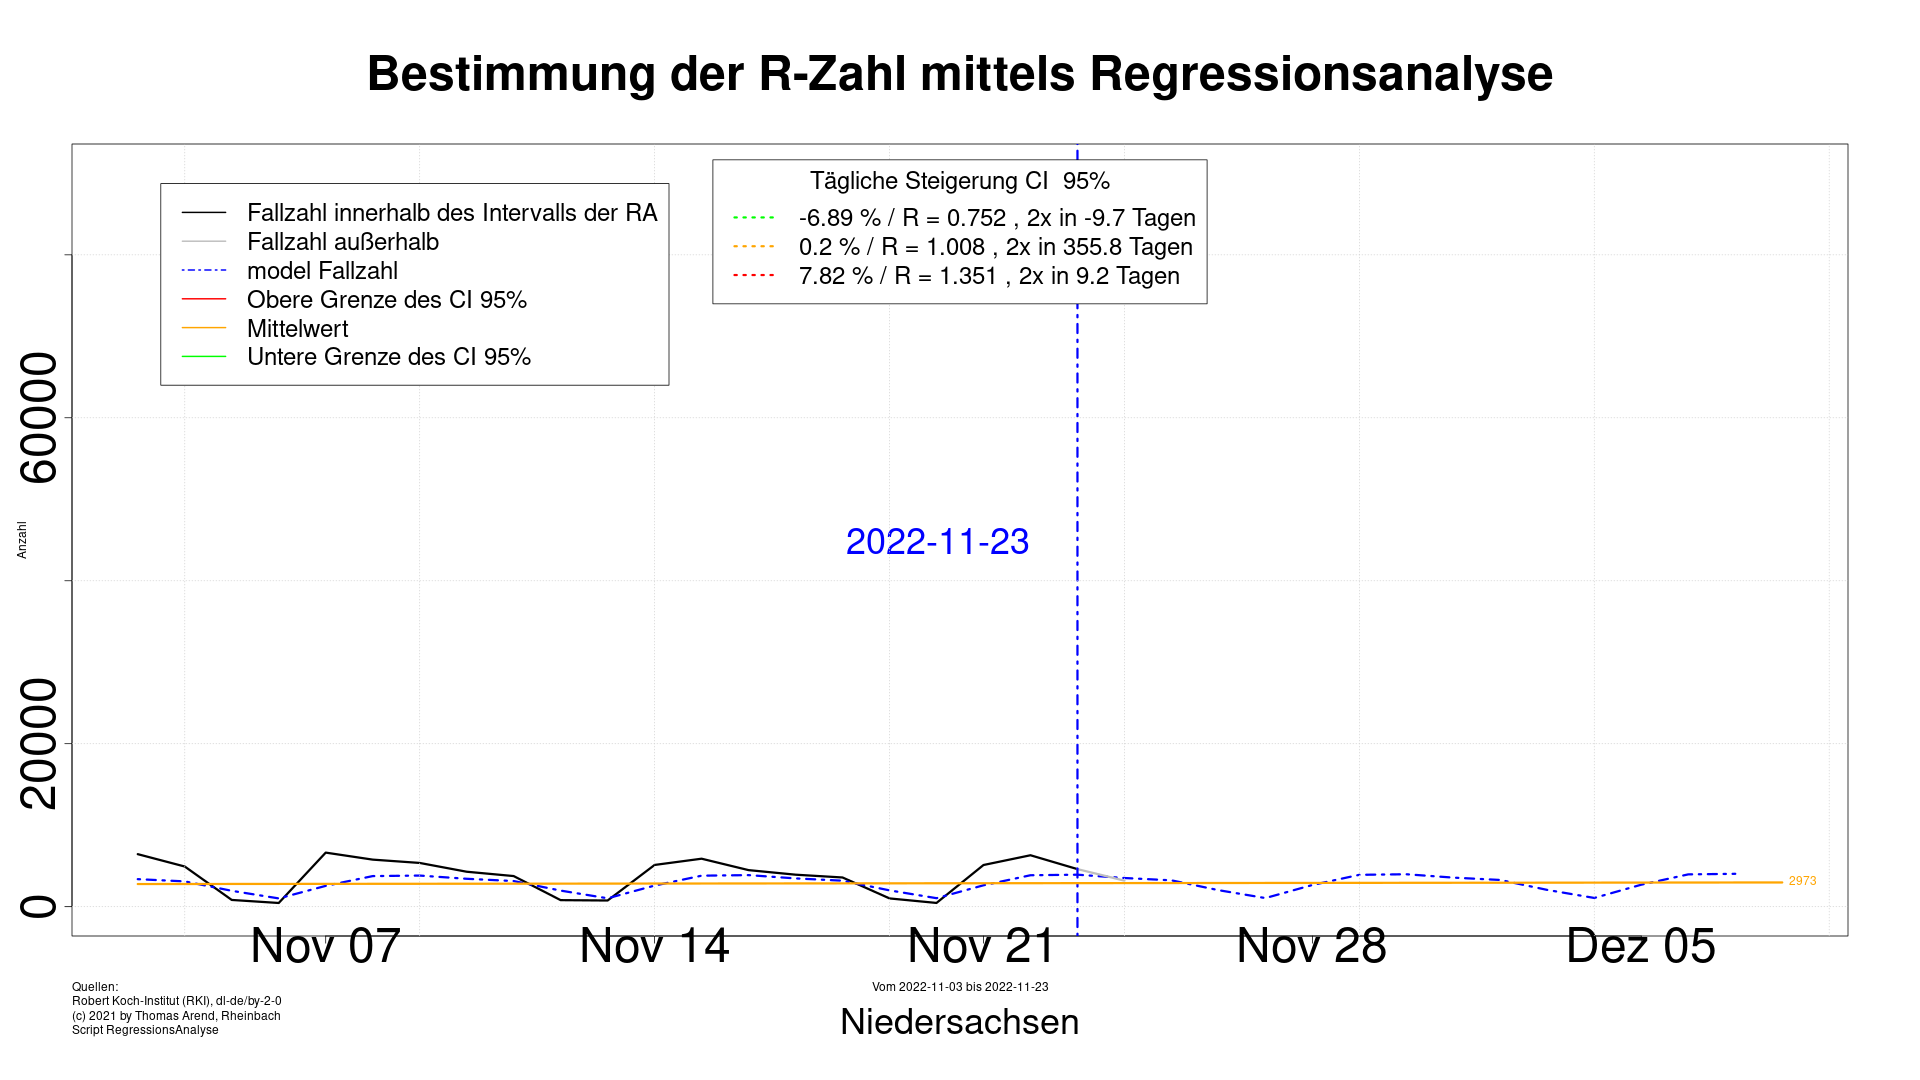 Bestimmung der R-Zahl mittels Regressionsanalyse
Fallzahl innerhalb des Intervalls der RA
Fallzahl außerhalb
model Fallzahl
Obere Grenze des CI 95%
Mittelwert
Untere Grenze des CI 95%
Tägliche Steigerung CI  95%
-6.89 % / R = 0.752 , 2x in -9.7 Tagen
0.2 % / R = 1.008 , 2x in 355.8 Tagen
7.82 % / R = 1.351 , 2x in 9.2 Tagen
60000
20000
0
Anzahl
2022-11-23
2973
Nov 07
Nov 14
Nov 21
Nov 28
Dez 05
Quellen:
Robert Koch-Institut (RKI), dl-de/by-2-0
(c) 2021 by Thomas Arend, Rheinbach
Script RegressionsAnalyse
Vom 2022-11-03 bis 2022-11-23
Niedersachsen